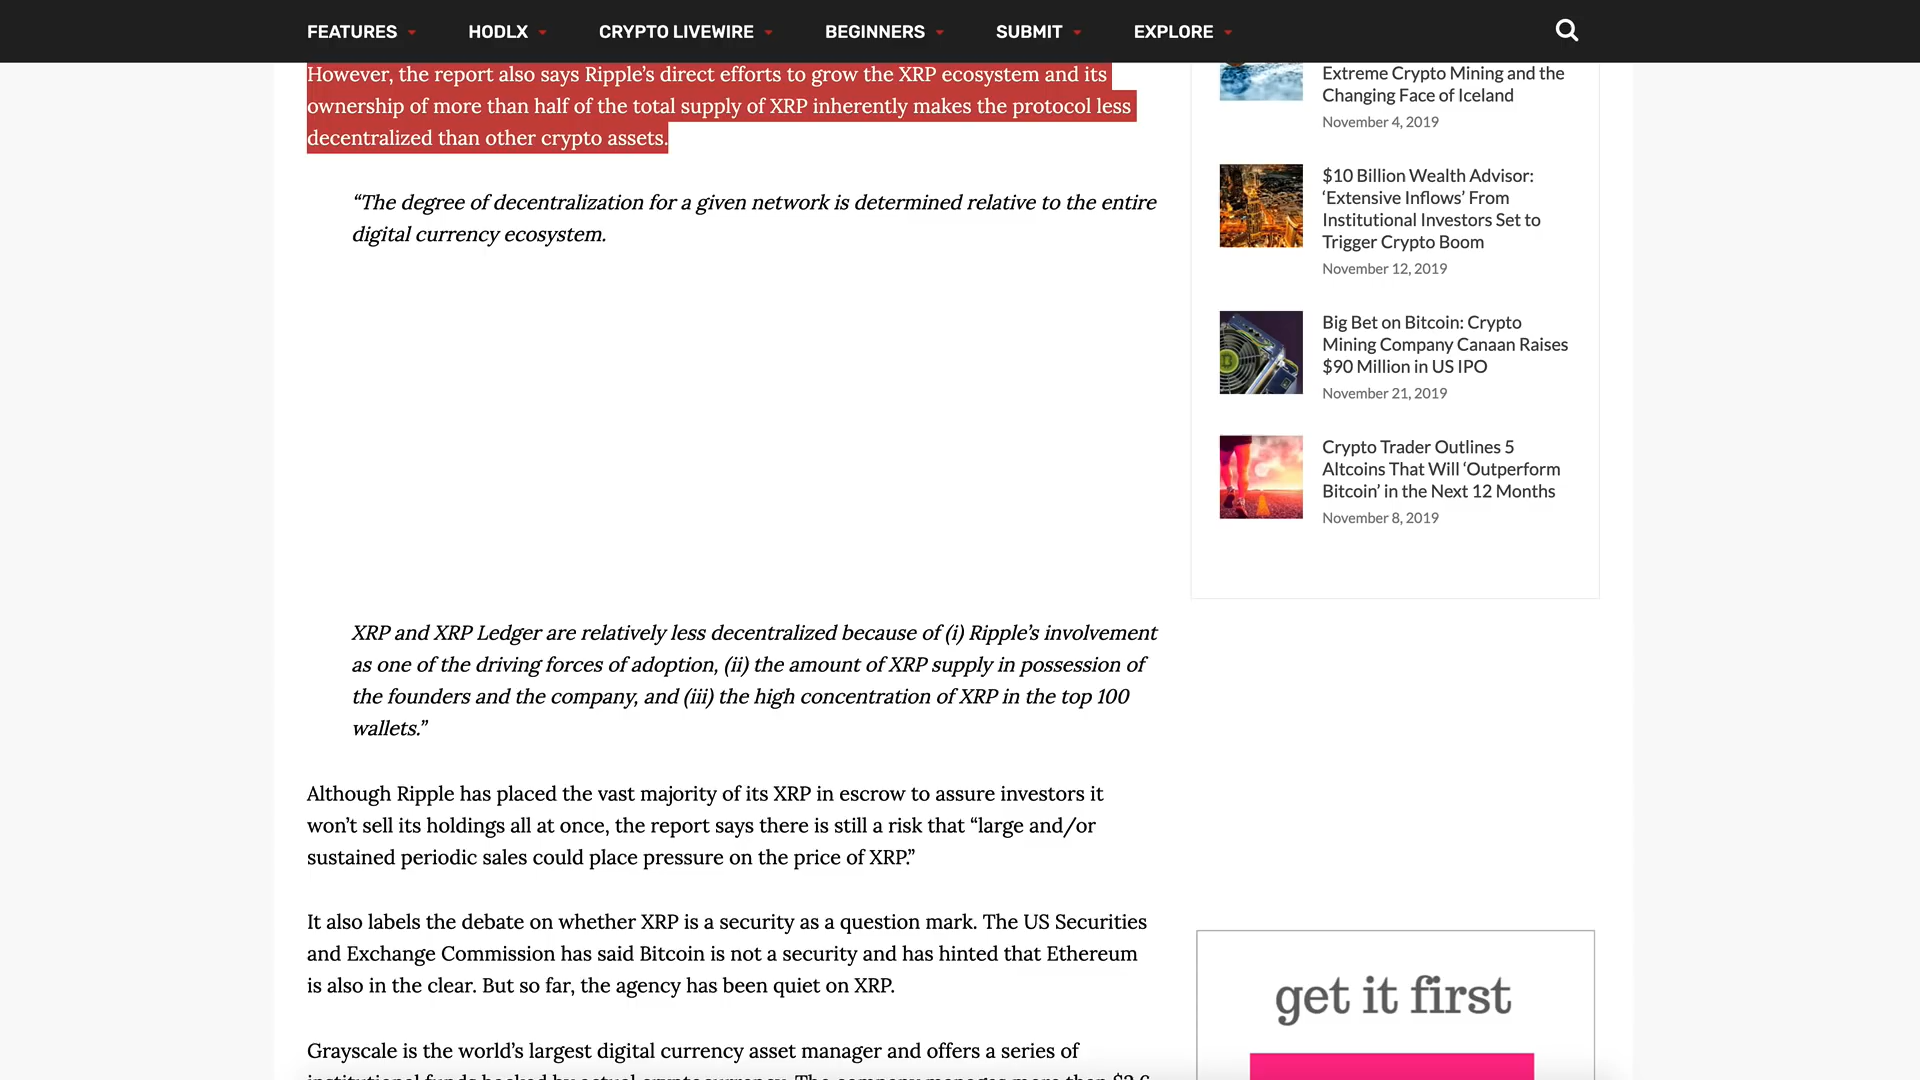 FEATURES HODLX CRYPTO LIVEWIRE BEGINNERS SUBMIT EXPLORE
However, the report also says Ripple’s direct efforts to grow the XRP ecosystem and its
ownership of more than half of the total supply of XRP inherently makes the protocol less
decentralized than other crypto assets.
“The degree of decentralization for a given network is determined relative to the entire
digital currency ecosystem.
XRP and XRP Ledger are relatively less decentralized because of (i) Ripple’s involvement
as one of the driving forces of adoption, (ii) the amount of XRP supply in possession of
the founders and the company, and (iii) the high concentration of XRP in the top 100
wallets.”
Although Ripple has placed the vast majority of its XRP in escrow to assure investors it
won’t sell its holdings all at once, the report says there is still a risk that “large and/or
sustained periodic sales could place pressure on the price of XRP.”
It also labels the debate on whether XRP is a security as a question mark. The US Securities
and Exchange Commission has said Bitcoin is not a security and has hinted that Ethereum
is also in the clear. But so far, the agency has been quiet on XRP.
Grayscale is the world’s largest digital currency asset manager and offers a series of
Extreme Crypto Mining and the
Changing Face of Iceland
November 4, 2019
$10 Billion Wealth Advisor:
‘Extensive Inflows’ From
Institutional Investors Set to
Trigger Crypto Boom
November 12, 2019
Big Bet on Bitcoin: Crypto
Mining Company Canaan Raises
$90 Million in US IPO
November 21, 2019
Crypto Trader Outlines 5
Altcoins That Will ‘Outperform
Bitcoin’ in the Next 12 Months
November 8, 2019
get it first